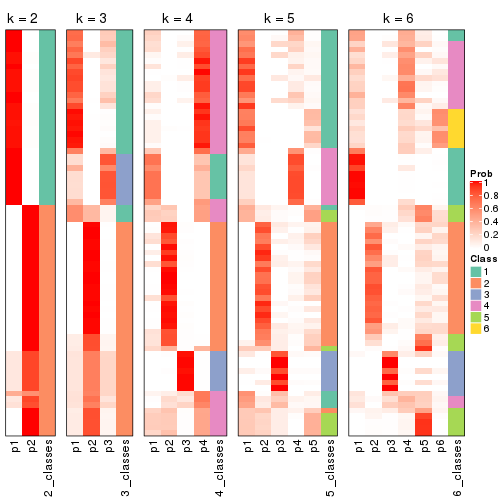 k = 2
k = 3
k = 4
k = 5
k = 6
p1
p2
2_classes
p1
p2
p3
3_classes
p1
p2
p3
p4
4_classes
p1
p2
p3
p4
p5
5_classes
p1
p2
p3
p4
p5
p6
6_classes
Prob
1
0.8
0.6
0.4
0.2
0
Class
1
2
3
4
5
6